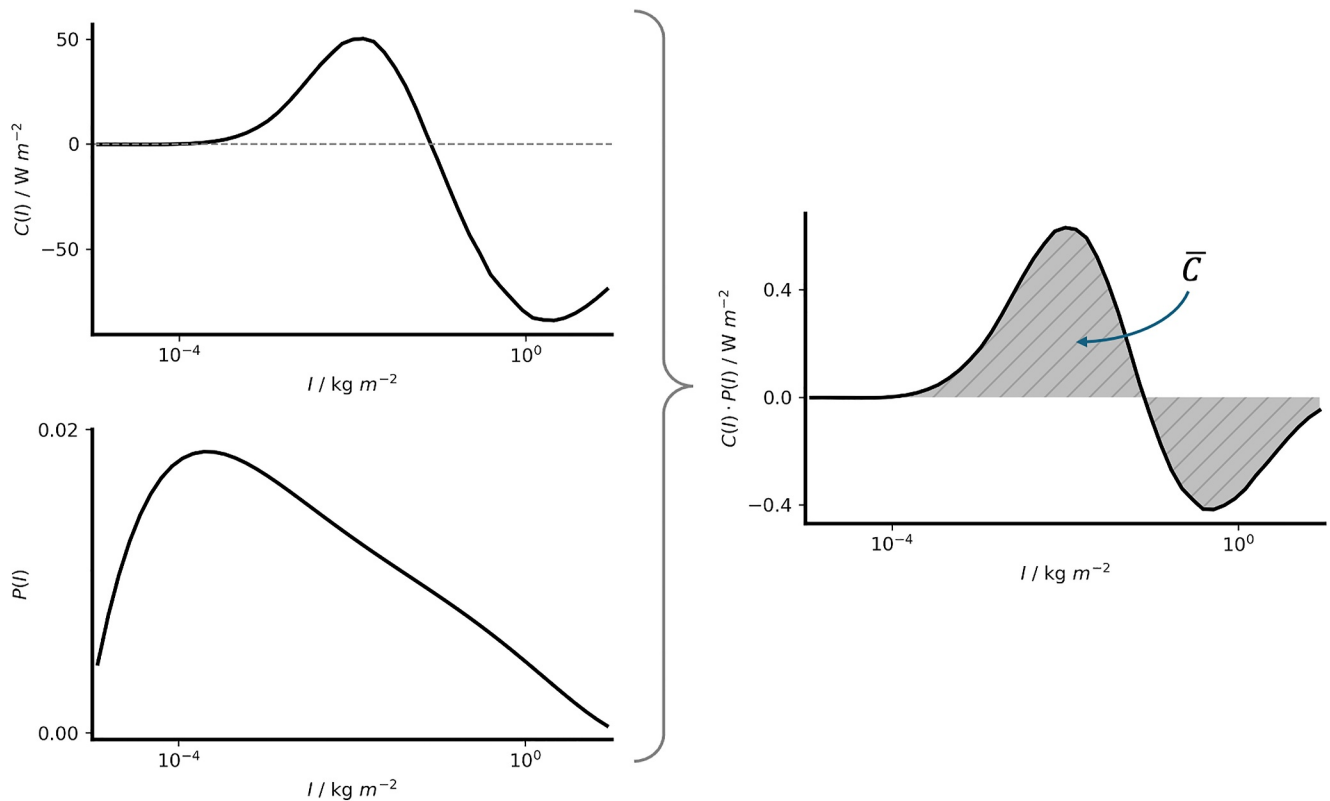 50
0
−50
C(I) / W m⁻²
10⁻⁴
10⁰
I / kg m⁻²
0.02
0.00
P(I)
10⁻⁴
10⁰
I / kg m⁻²
0.4
0.0
−0.4
C(I) · P(I) / W m⁻²
C̅
10⁻⁴
10⁰
I / kg m⁻²